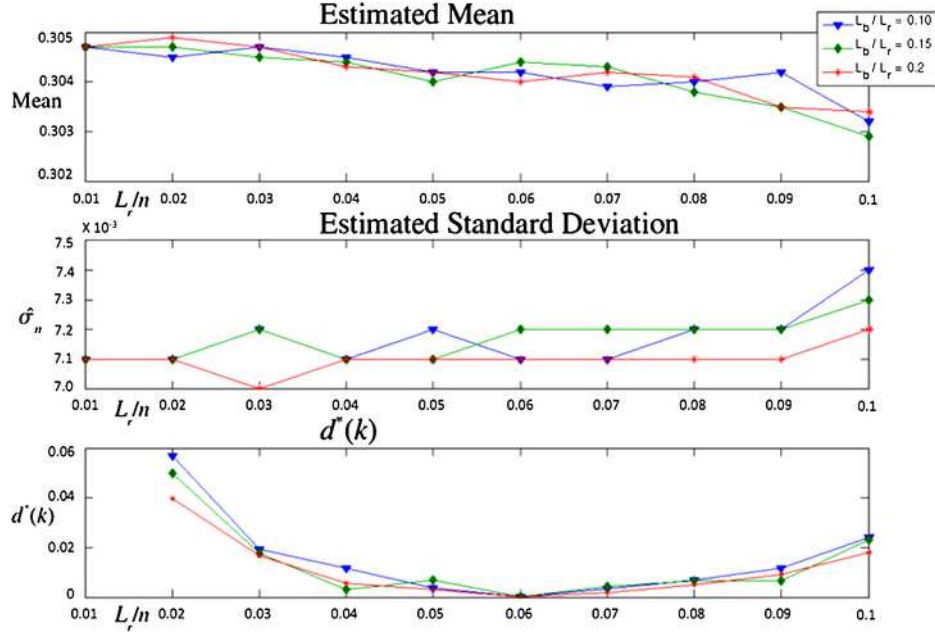 Estimated Mean
L_b / L_r = 0.10
L_b / L_r = 0.15
L_b / L_r = 0.2
0.305
0.304
Mean
0.303
0.302
0.01 0.02 0.03 0.04 0.05 0.06 0.07 0.08 0.09 0.1
L_r/n
Estimated Standard Deviation
X 10^-3
7.5
7.4
7.3
σ̂_n
7.2
7.1
7.0
0.01 0.02 0.03 0.04 0.05 0.06 0.07 0.08 0.09 0.1
L_r/n
d*(k)
0.06
0.04
d*(k)
0.02
0
0.01 0.02 0.03 0.04 0.05 0.06 0.07 0.08 0.09 0.1
L_r/n